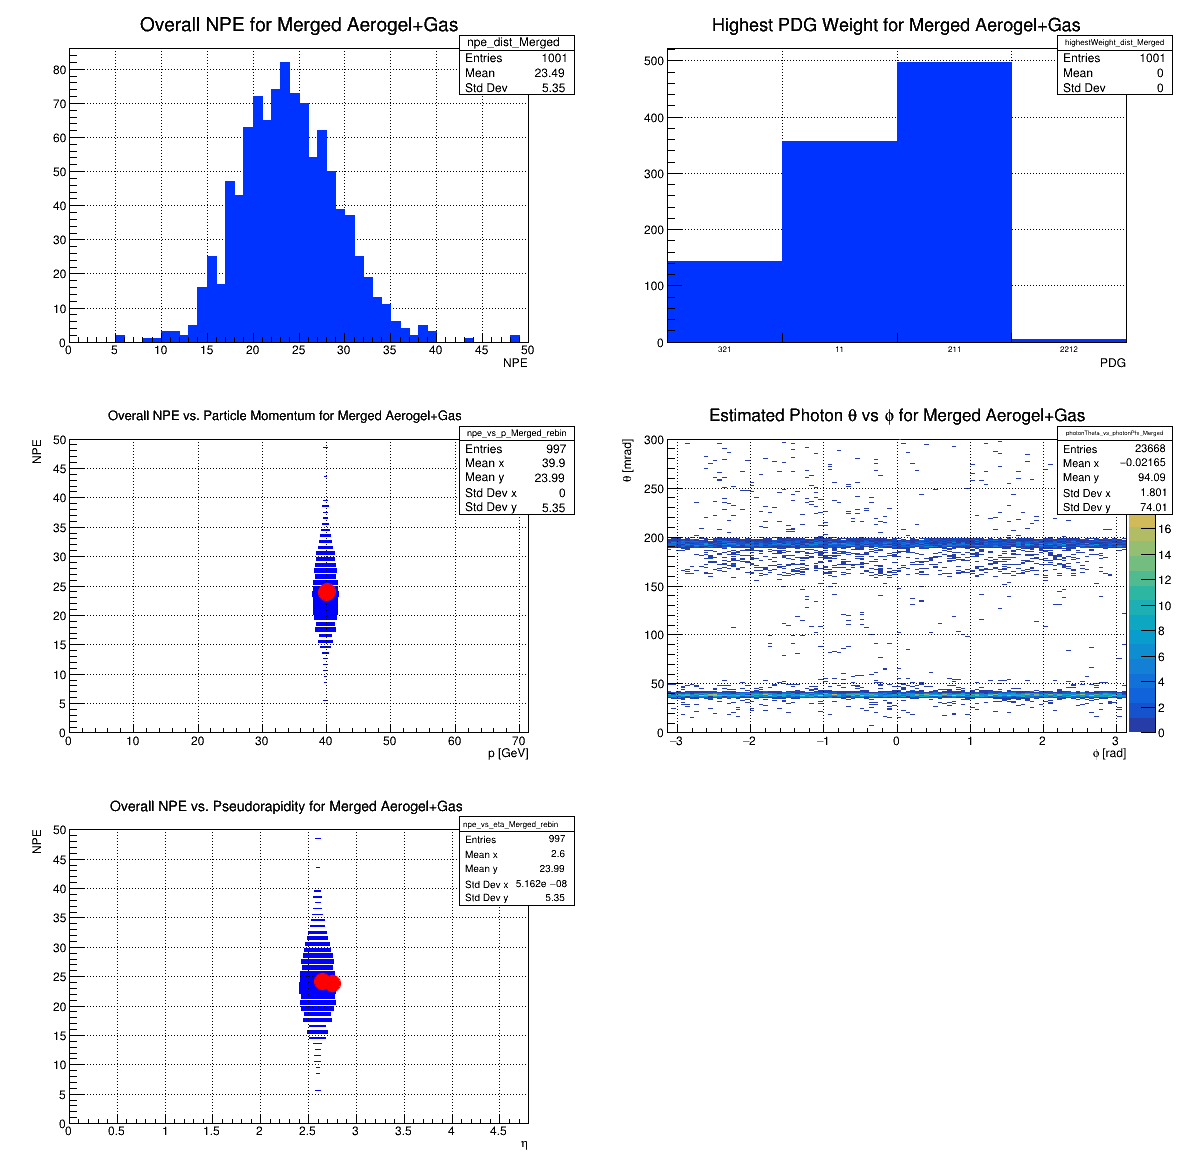 Overall NPE for Merged Aerogel+Gas
npe_dist_Merged
Entries 1001
Mean 23.49
Std Dev 5.35
80
70
60
50
40
30
20
10
0
0 5 10 15 20 25 30 35 40 45 50
NPE
Highest PDG Weight for Merged Aerogel+Gas
highestWeight_dist_Merged
Entries 1001
Mean 0
Std Dev 0
500
400
300
200
100
0
321 11 211 2212
PDG
Overall NPE vs. Particle Momentum for Merged Aerogel+Gas
npe_vs_p_Merged_rebin
Entries 997
Mean x 39.9
Mean y 23.99
Std Dev x 0
Std Dev y 5.35
NPE
50
45
40
35
30
25
20
15
10
5
0
0 10 20 30 40 50 60 70
p [GeV]
Estimated Photon θ vs ϕ for Merged Aerogel+Gas
photonTheta_vs_photonPhi_Merged
Entries 23668
Mean x −0.02165
Mean y 94.09
Std Dev x 1.801
Std Dev y 74.01
θ [mrad]
300
250
200
150
100
50
0
−3 −2 −1 0 1 2 3
ϕ [rad]
16
14
12
10
8
6
4
2
0
Overall NPE vs. Pseudorapidity for Merged Aerogel+Gas
npe_vs_eta_Merged_rebin
Entries 997
Mean x 2.6
Mean y 23.99
Std Dev x 5.162e −08
Std Dev y 5.35
NPE
50
45
40
35
30
25
20
15
10
5
0
0 0.5 1 1.5 2 2.5 3 3.5 4 4.5
η